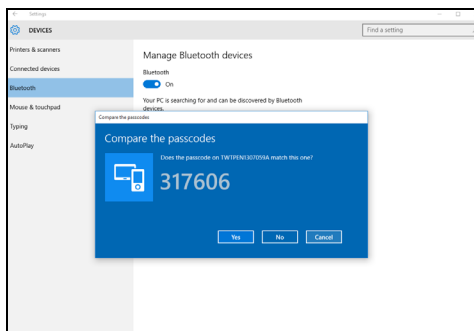 Settings
DEVICES
Find a setting
Printers & scanners
Connected devices
Bluetooth
Mouse & touchpad
Typing
AutoPlay
Manage Bluetooth devices
Bluetooth
On
Your PC is searching for and can be discovered by Bluetooth
devices.
Compare the passcodes
Compare the passcodes
Does the passcode on TWTPENI307059A match this one?
317606
Yes
No
Cancel